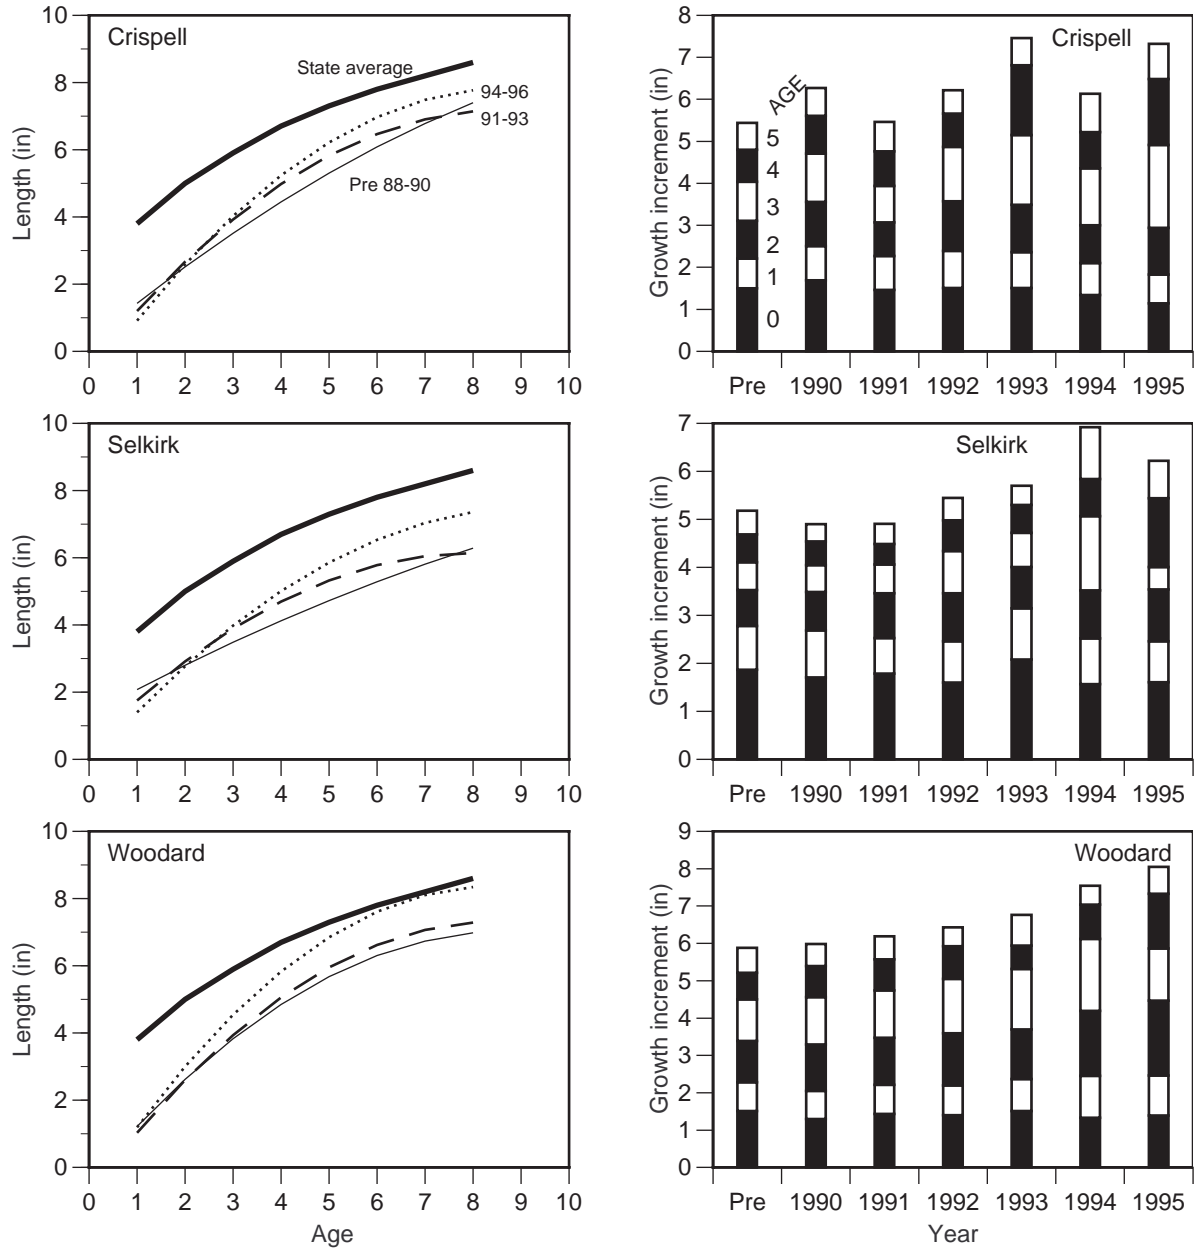 Crispell
Length (in)
10
8
6
4
2
0
State average
94-96
91-93
Pre 88-90
0 1 2 3 4 5 6 7 8 9 10
Crispell
Growth increment (in)
8
7
6
5
4
3
2
1
0
AGE
5
4
3
2
1
0
Pre 1990 1991 1992 1993 1994 1995
Selkirk
Length (in)
10
8
6
4
2
0
0 1 2 3 4 5 6 7 8 9 10
Selkirk
Growth increment (in)
7
6
5
4
3
2
1
0
Pre 1990 1991 1992 1993 1994 1995
Woodard
Length (in)
10
8
6
4
2
0
0 1 2 3 4 5 6 7 8 9 10
Age
Woodard
Growth increment (in)
9
8
7
6
5
4
3
2
1
0
Pre 1990 1991 1992 1993 1994 1995
Year